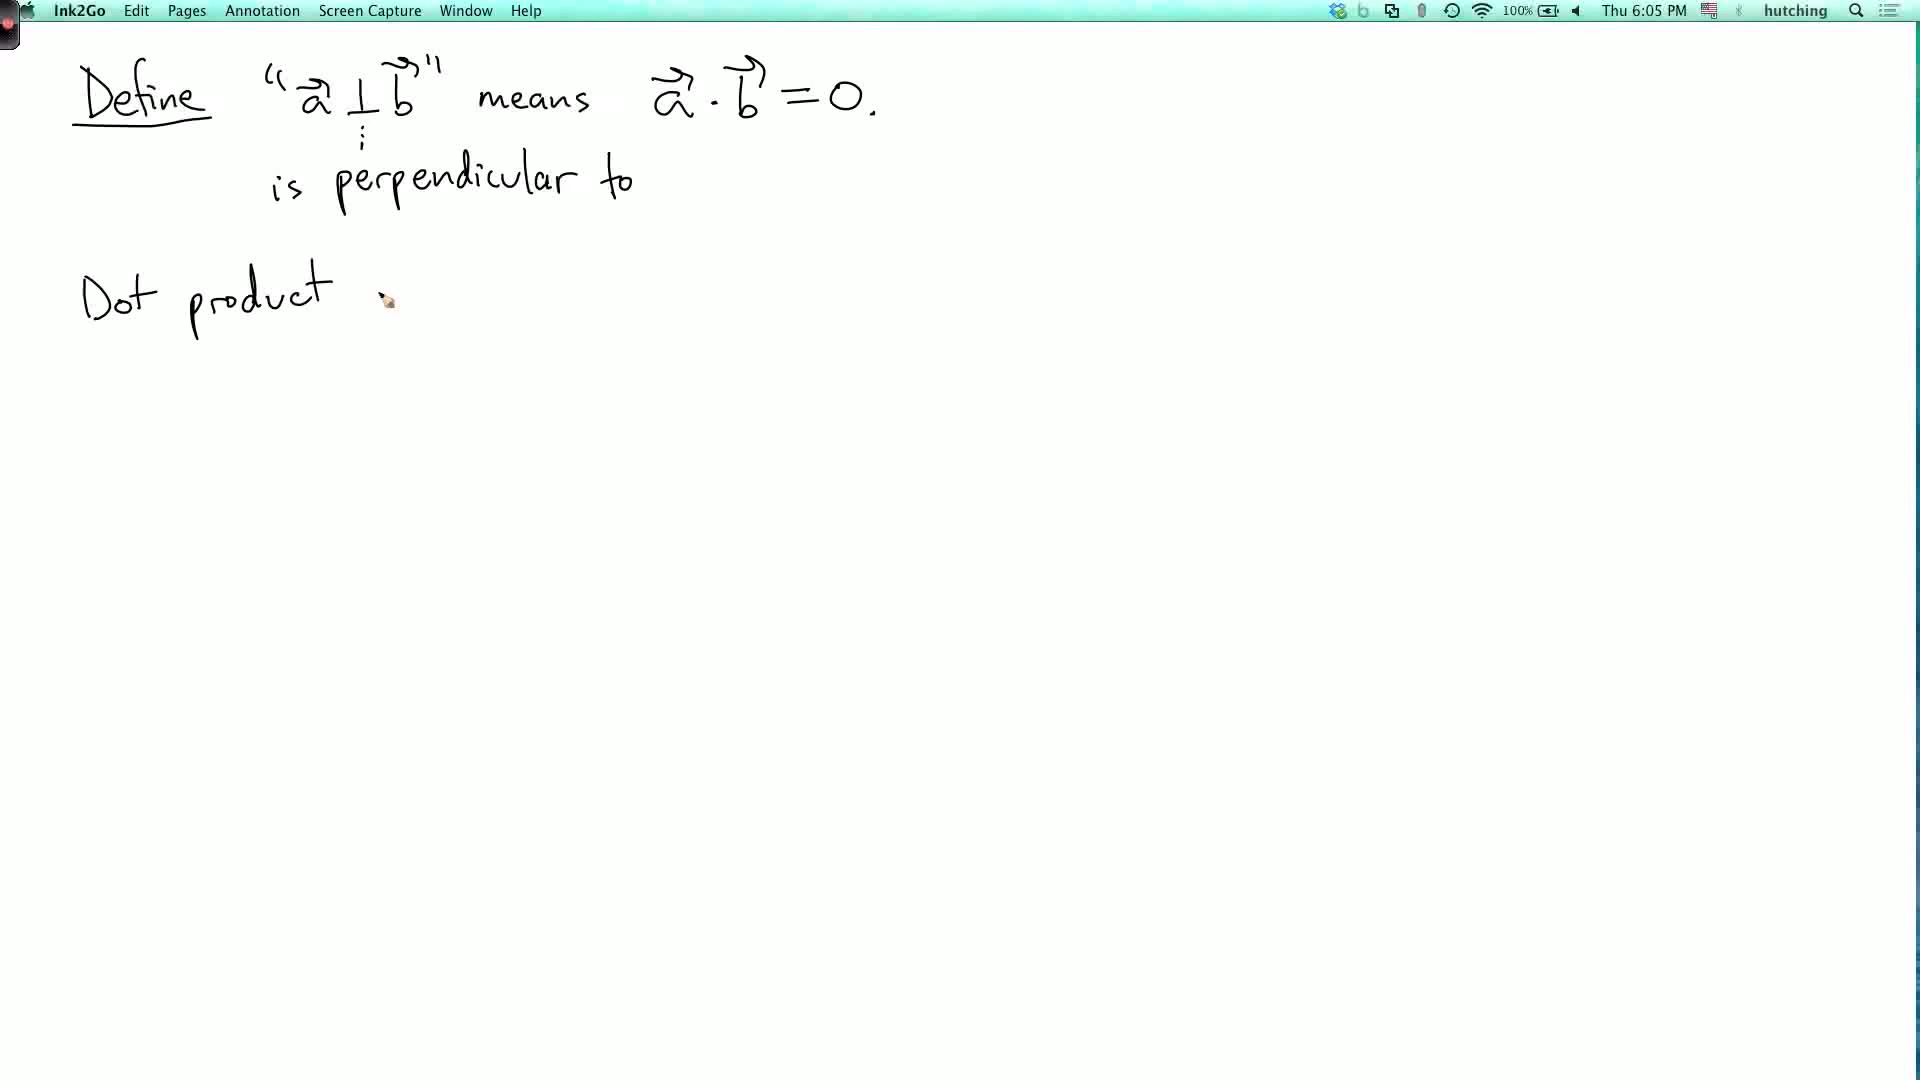 Ink2Go Edit Pages Annotation Screen Capture Window Help 100% Thu 6:05 PM hutching
Define "a⃗ ⊥ b⃗" means a⃗ · b⃗ = 0.
is perpendicular to
Dot product